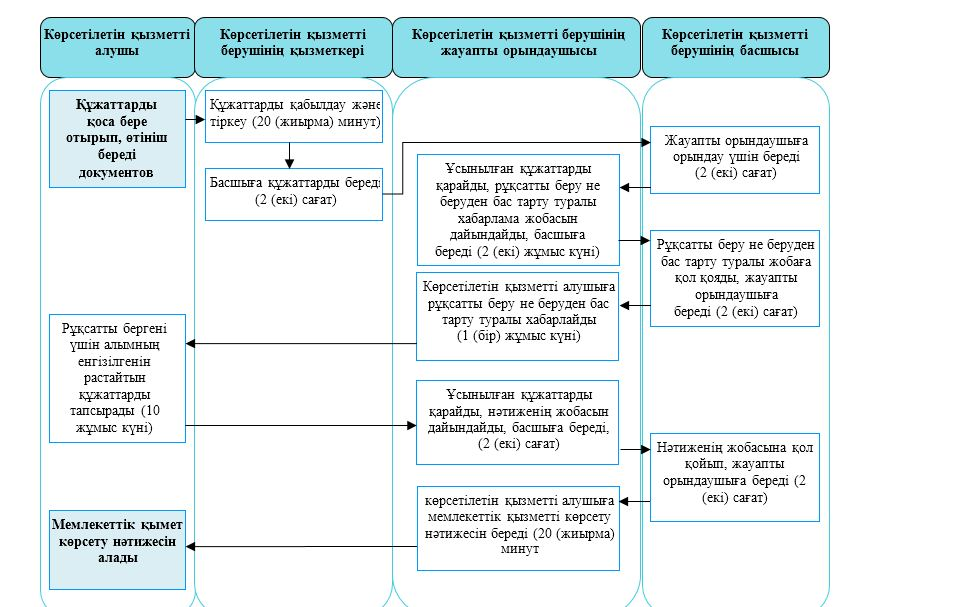 Көрсетілетін қызметті
алушы
Көрсетілетін қызметті
берушінің қызметкері
Көрсетілетін қызметті берушінің
жауапты орындаушысы
Көрсетілетін қызметті
берушінің басшысы
Құжаттарды
қоса бере
отырып, өтініш
береді
документов
Құжаттарды қабылдау және
тіркеу (20 (жиырма) минут)
Басшыға құжаттарды береді
(2 (екі) сағат)
Жауапты орындаушыға
орындау үшін береді
(2 (екі) сағат)
Ұсынылған құжаттарды
қарайды, рұқсатты беру не
беруден бас тарту туралы
хабарлама жобасын
дайындайды, басшыға
береді (2 (екі) жұмыс күні)
Рұқсатты беру не беруден
бас тарту туралы жобаға
қол қояды, жауапты
орындаушыға
береді (2 (екі) сағат)
Көрсетілетін қызметті алушыға
рұқсатты беру не беруден бас
тарту туралы хабарлайды
(1 (бір) жұмыс күні)
Рұқсатты бергені
үшін алымның
енгізілгенін
растайтын
құжаттарды
тапсырады (10
жұмыс күні)
Ұсынылған құжаттарды
қарайды, нәтиженің жобасын
дайындайды, басшыға береді,
(2 (екі) сағат)
Нәтиженің жобасына қол
қойып, жауапты
орындаушыға береді (2
(екі) сағат)
көрсетілетін қызметті алушыға
мемлекеттік қызметті көрсету
нәтижесін береді (20 (жиырма)
минут
Мемлекеттік қымет
көрсету нәтижесін
алады